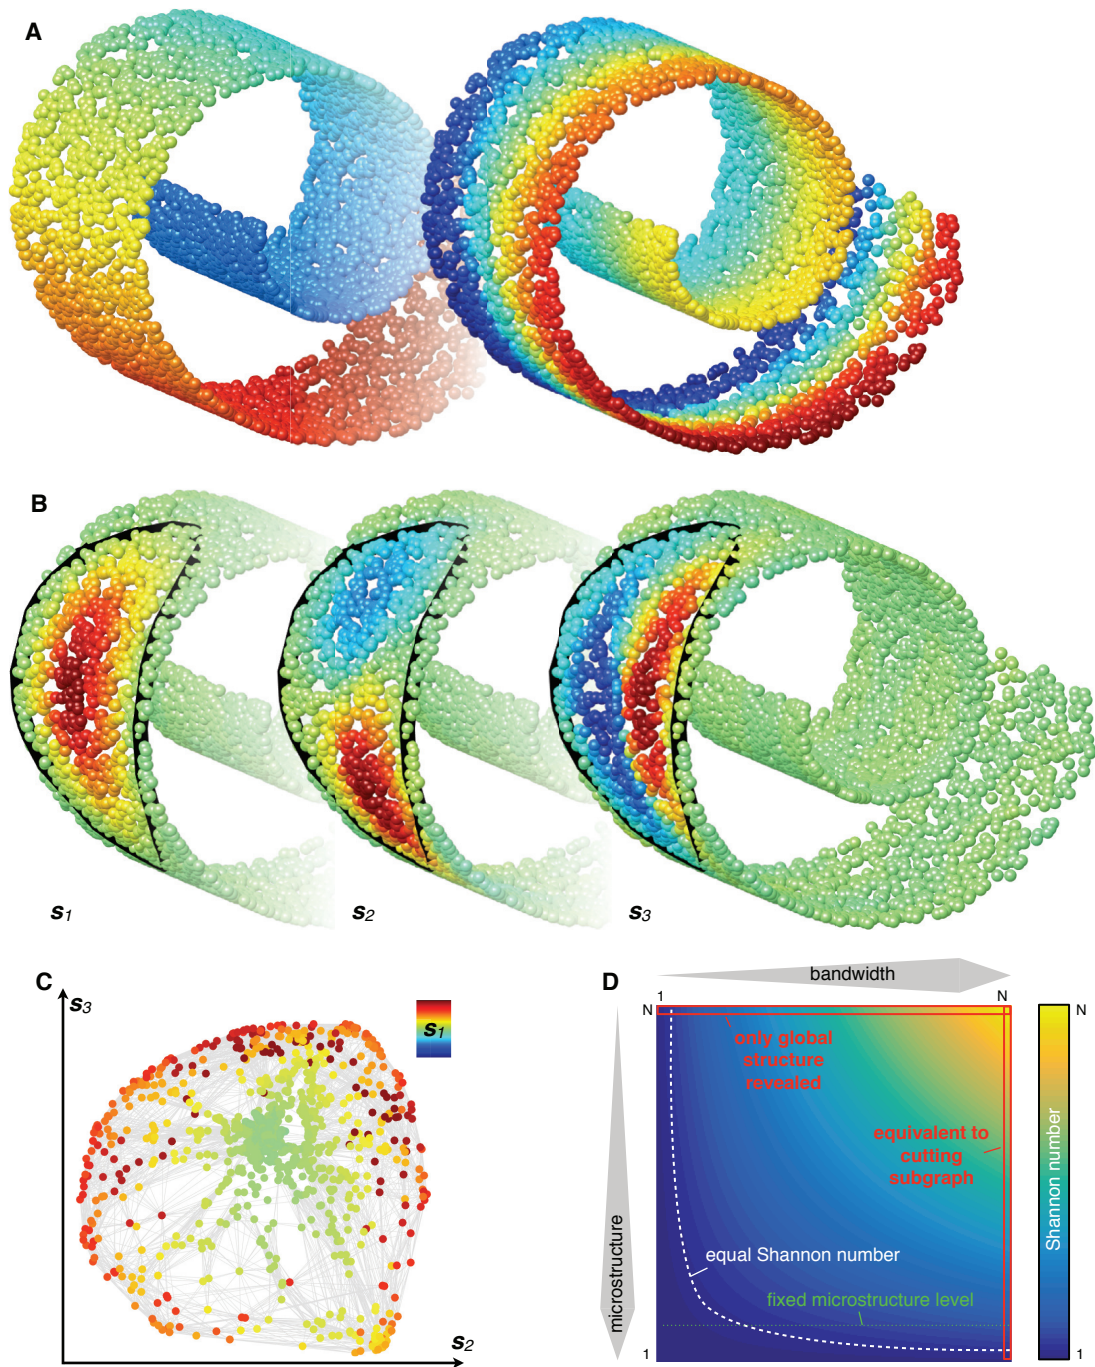 A
B
s1
s2
s3
C
s3
s1
s2
D
bandwidth
1
N
N
N
only global
structure
revealed
equivalent to
cutting
subgraph
Shannon number
microstructure
equal Shannon number
fixed microstructure level
1
1